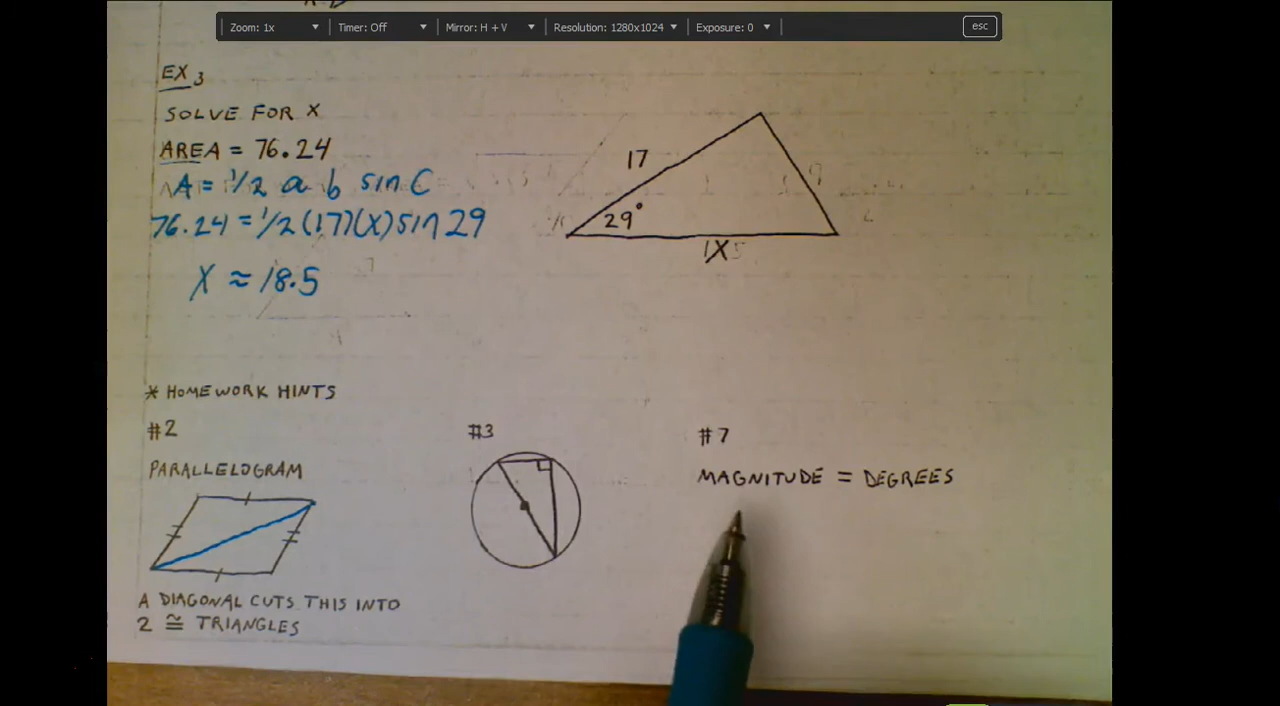 Zoom: 1x Timer: Off Mirror: H + V Resolution: 1280x1024 Exposure: 0 esc
EX 3
SOLVE FOR X
AREA = 76.24
A = 1/2 a b sin C
76.24 = 1/2 (17)(X) sin 29
X ≈ 18.5
17
29°
X
* HOMEWORK HINTS
#2
PARALLELOGRAM
A DIAGONAL CUTS THIS INTO
2 ≅ TRIANGLES
#3
#7
MAGNITUDE = DEGREES